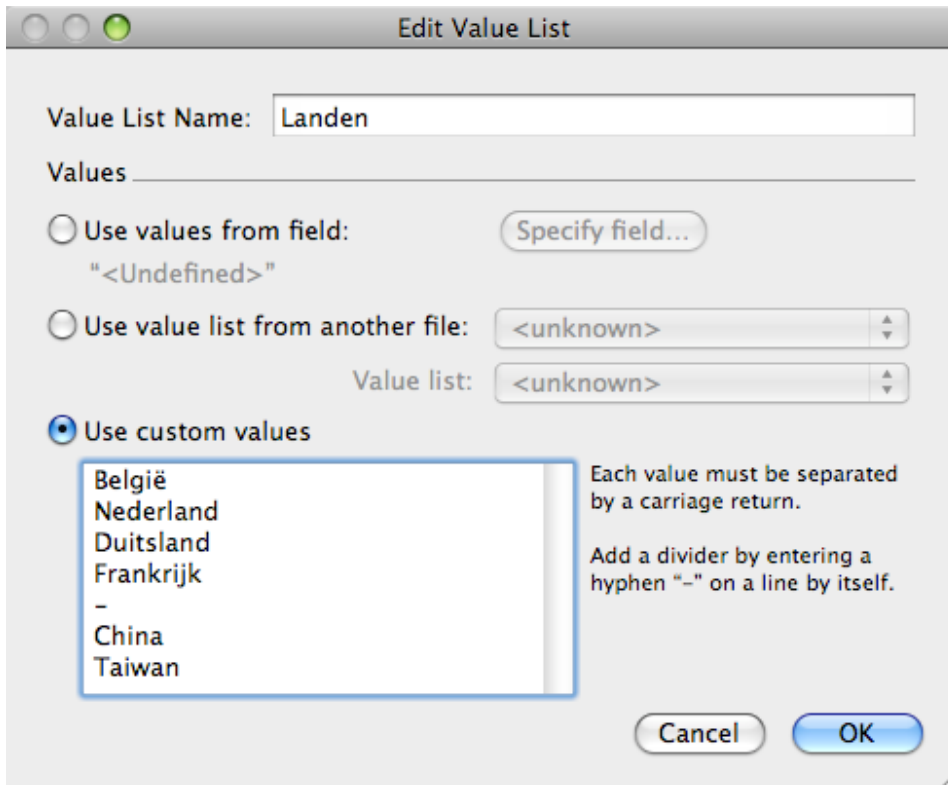 Edit Value List
Value List Name: Landen
Values
Use values from field: Specify field...
“<Undefined>”
Use value list from another file: <unknown>
Value list: <unknown>
Use custom values
België
Nederland
Duitsland
Frankrijk
-
China
Taiwan
Each value must be separated
by a carriage return.
Add a divider by entering a
hyphen “-” on a line by itself.
Cancel OK